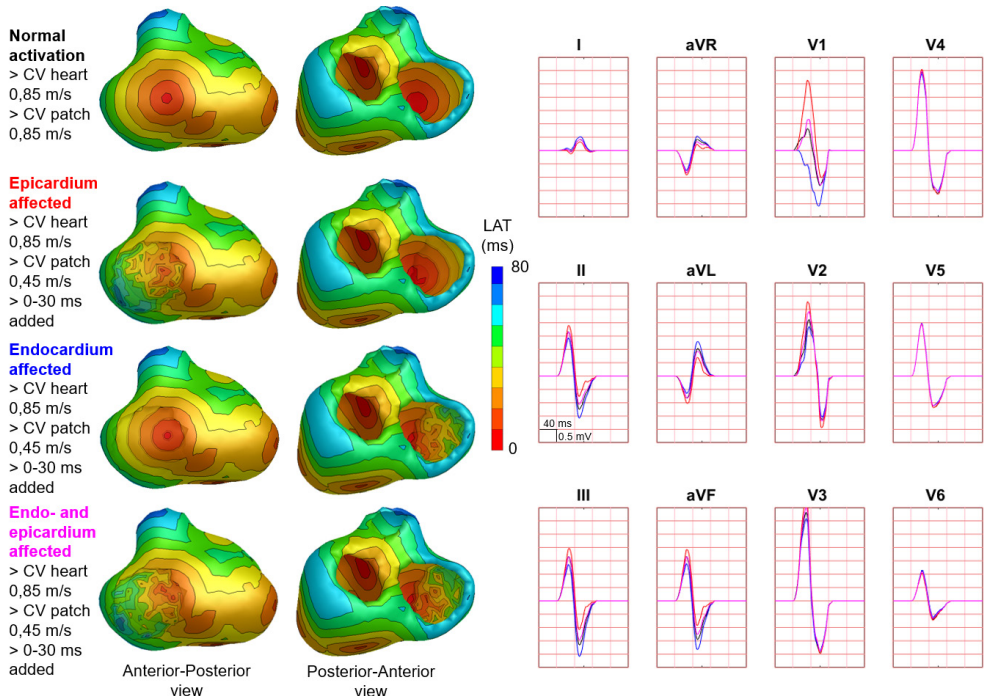 Normal
activation
> CV heart
0,85 m/s
> CV patch
0,85 m/s
Epicardium
affected
> CV heart
0,85 m/s
> CV patch
0,45 m/s
> 0-30 ms
added
Endocardium
affected
> CV heart
0,85 m/s
> CV patch
0,45 m/s
> 0-30 ms
added
Endo- and
epicardium
affected
> CV heart
0,85 m/s
> CV patch
0,45 m/s
> 0-30 ms
added
Anterior-Posterior
view
Posterior-Anterior
view
LAT
(ms)
80
0
I
aVR
V1
V4
II
aVL
V2
V5
40 ms
0.5 mV
III
aVF
V3
V6